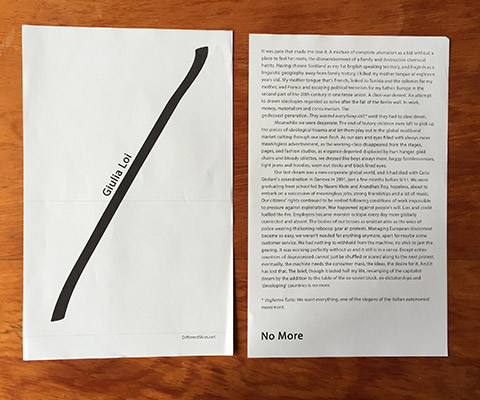 Giulia Loi
DifferentSkies.net
It was pain that made me lose it. A mixture of complete alienation as a kid without a
place to feel her roots, the dismemberment of a family and destructive chemical
habits. Having chosen Scotland as my 1st English speaking territory, and English as a
linguistic geography away from family history, I killed my mother tongue at eighteen
years old. My mother tongue that's French, linked to Tunisia and the colonies for my
mother, and France and escaping political terrorism for my father. Europe in the
second part of the 20th century in one tense union. A class war denied. An attempt
to drown ideologies regarded as naïve after the fall of the Berlin wall. In work,
money, materialism and consumerism. The
godlessest generation. They wanted everything still,* until they had to slow down.
Meanwhile we were desperate. The end of history children were left to pick up
the pieces of ideological trauma and let them play out in the global neoliberal
market cutting through our own flesh. As our ears and eyes filled with always more
meaningless advertisement, as the working-class disappeared from the stages,
pages, and fashion studies, as elegance departed displaced by hurt hunger, gold
chains and bloody stilettos, we dressed like boys always more, baggy formlessnesses,
tight jeans and hoodies, worn out docks and black lined eyes.
Our last dream was a non-corporate global world, and it had died with Carlo
Giuliani's assassination in Genova in 2001, just a few months before 9/11. We were
graduating from school fed by Naomi Klein and Arundhati Roy, hopeless, about to
embark on a succession of meaningless jobs, strong friendships and a lot of music.
Our citizens' rights continued to be reviled following conditions of work impossible
to pressure against exploitation. War happened against people's will. Lies and credit
fuelled the fire. Employers became monster octopi every day more globally
connected and absent. The bodies of our bosses as unattainable as the ones of
police wearing thickening robocop gear at protests. Managing European discontent
became so easy, we weren't needed for anything anymore, apart for maybe some
customer service. We had nothing to withhold from the machine, no stick to jam the
gearing. It was working perfectly without us and it still is in a sense. Except entire
countries of dispossessed cannot just be shuffled or scared along to the next protest,
eventually, the machine needs the consumer mass, the ideas, the desire for it. And it
has lost that. The brief, though it lasted half my life, revamping of the capitalist
dream by the addition to the table of the ex-soviet block, ex-dictatorships and
'developing' countries is no more.
* Vogliamo Tutto: We want everything, one of the slogans of the Italian autonomist
movement.
No More